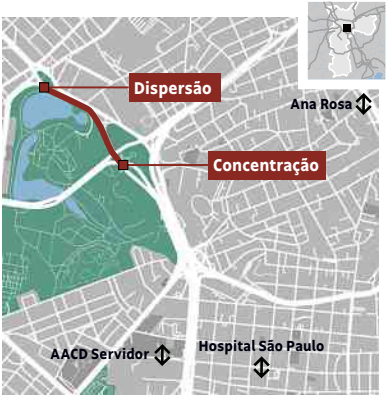 Dispersão
Ana Rosa
Concentração
Hospital São Paulo
AACD Servidor